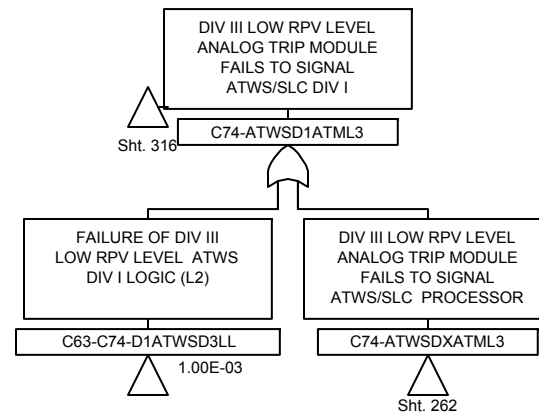 DIV III LOW RPV LEVEL
ANALOG TRIP MODULE
FAILS TO SIGNAL
ATWS/SLC DIV I
Sht. 316
C74-ATWSD1ATML3
FAILURE OF DIV III
LOW RPV LEVEL ATWS
DIV I LOGIC (L2)
C63-C74-D1ATWSD3LL
1.00E-03
DIV III LOW RPV LEVEL
ANALOG TRIP MODULE
FAILS TO SIGNAL
ATWS/SLC PROCESSOR
C74-ATWSDXATML3
Sht. 262